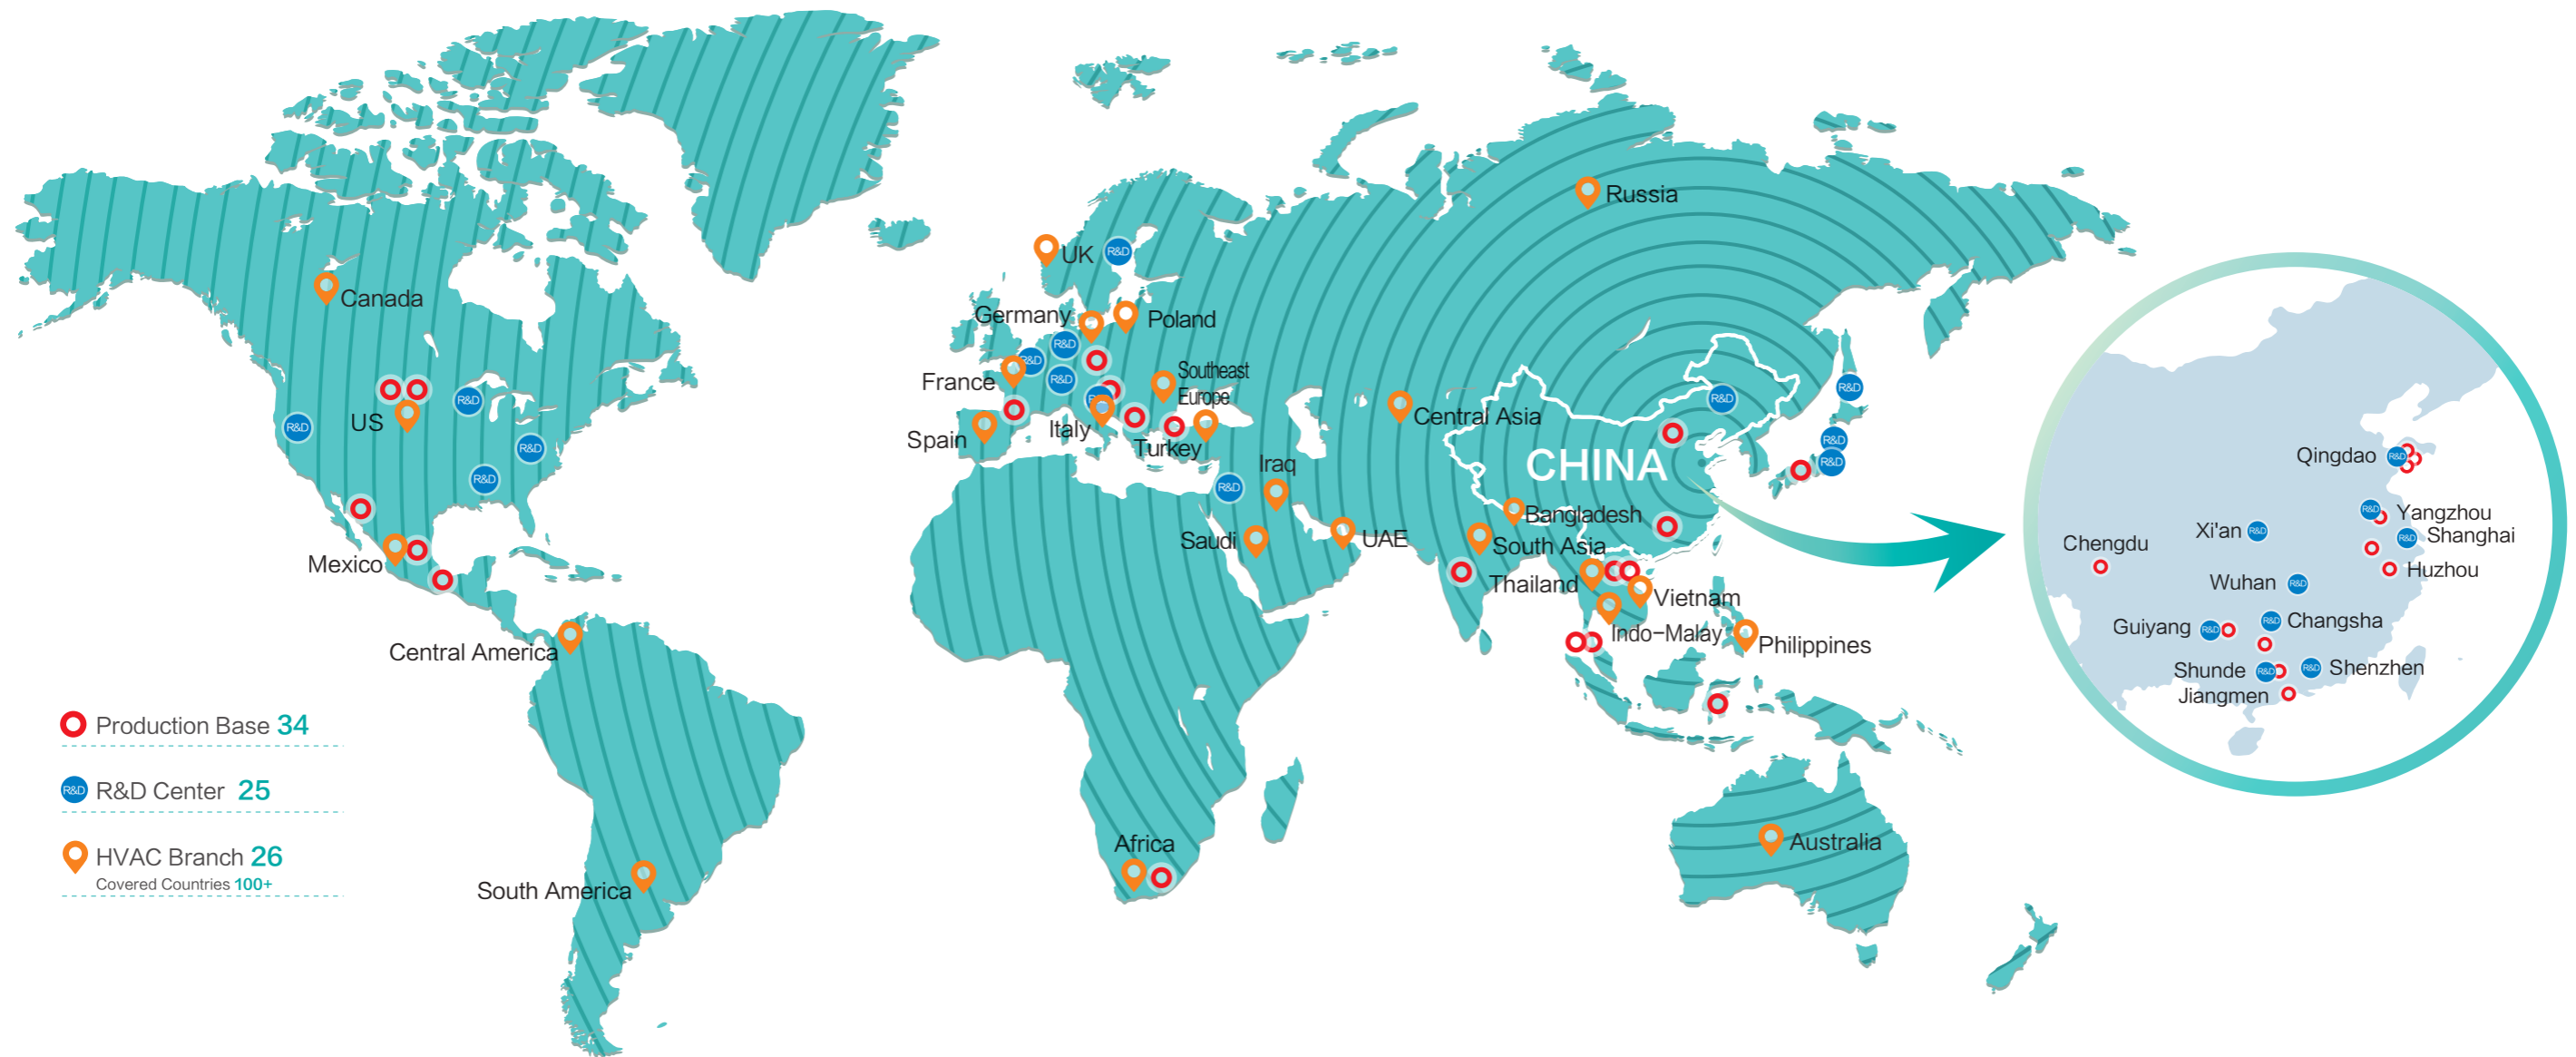 Russia
UK
R&D
Canada
Germany
Poland
R&D
R&D
Southeast
Europe
France
R&D
R&D
R&D
US
R&D
R&D
R&D
R&D
Spain
Italy
Turkey
Central Asia
R&D
R&D
R&D
R&D
CHINA
Iraq
R&D
Bangladesh
Saudi
UAE
South Asia
Mexico
Thailand
Vietnam
Indo-Malay
Philippines
Central America
South America
Africa
Australia
Qingdao R&D
R&D Yangzhou
Xi'an R&D
R&D Shanghai
Chengdu
Huzhou
Wuhan R&D
R&D Changsha
Guiyang R&D
Shunde R&D
R&D Shenzhen
Jiangmen
Production Base 34
R&D R&D Center 25
HVAC Branch 26
Covered Countries 100+